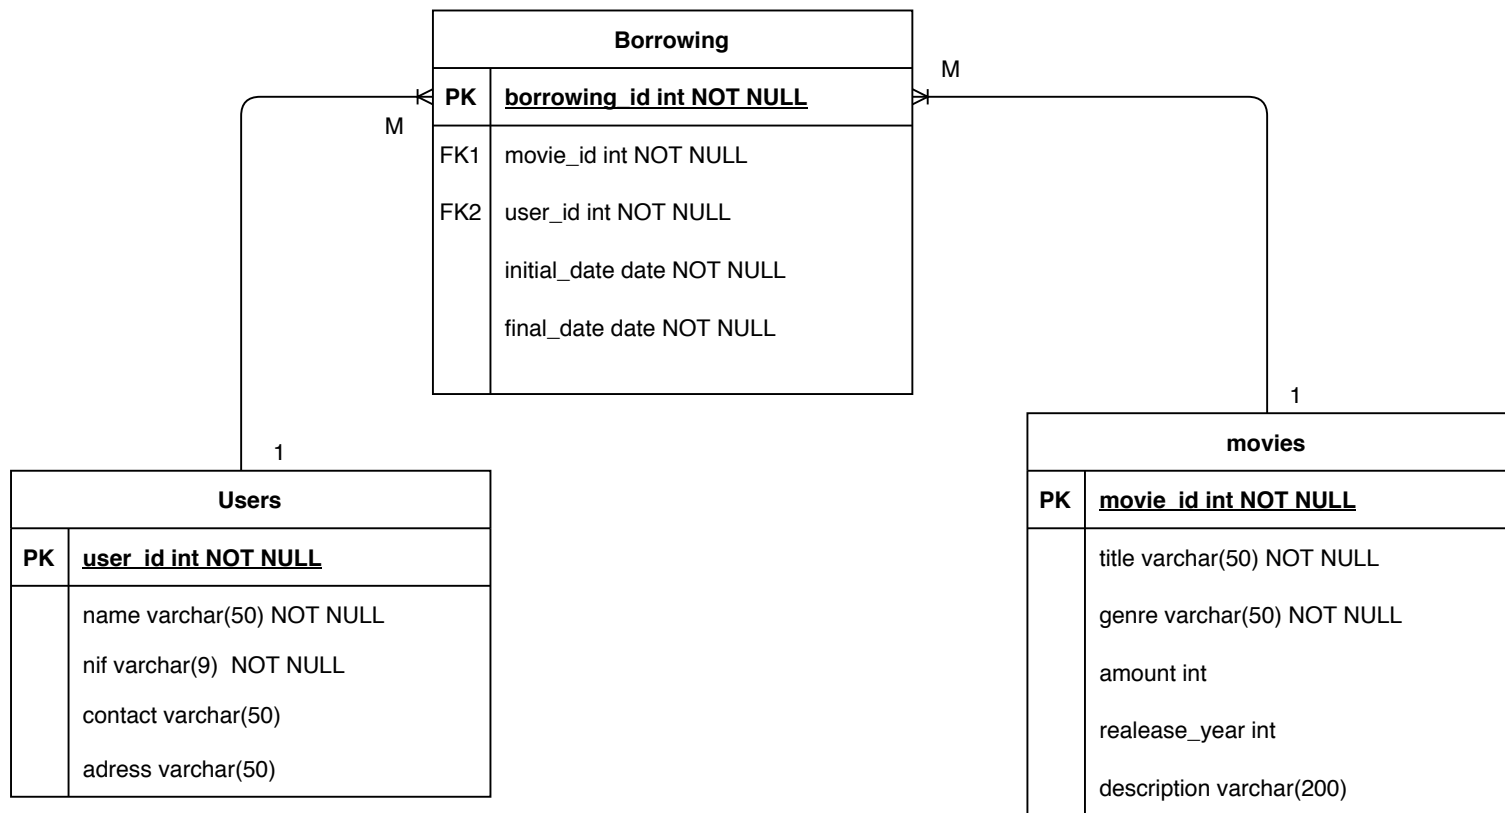 Borrowing
PK borrowing_id int NOT NULL
FK1 movie_id int NOT NULL
FK2 user_id int NOT NULL
initial_date date NOT NULL
final_date date NOT NULL
M
M
1
1
Users
PK user_id int NOT NULL
name varchar(50) NOT NULL
nif varchar(9) NOT NULL
contact varchar(50)
adress varchar(50)
movies
PK movie_id int NOT NULL
title varchar(50) NOT NULL
genre varchar(50) NOT NULL
amount int
realease_year int
description varchar(200)